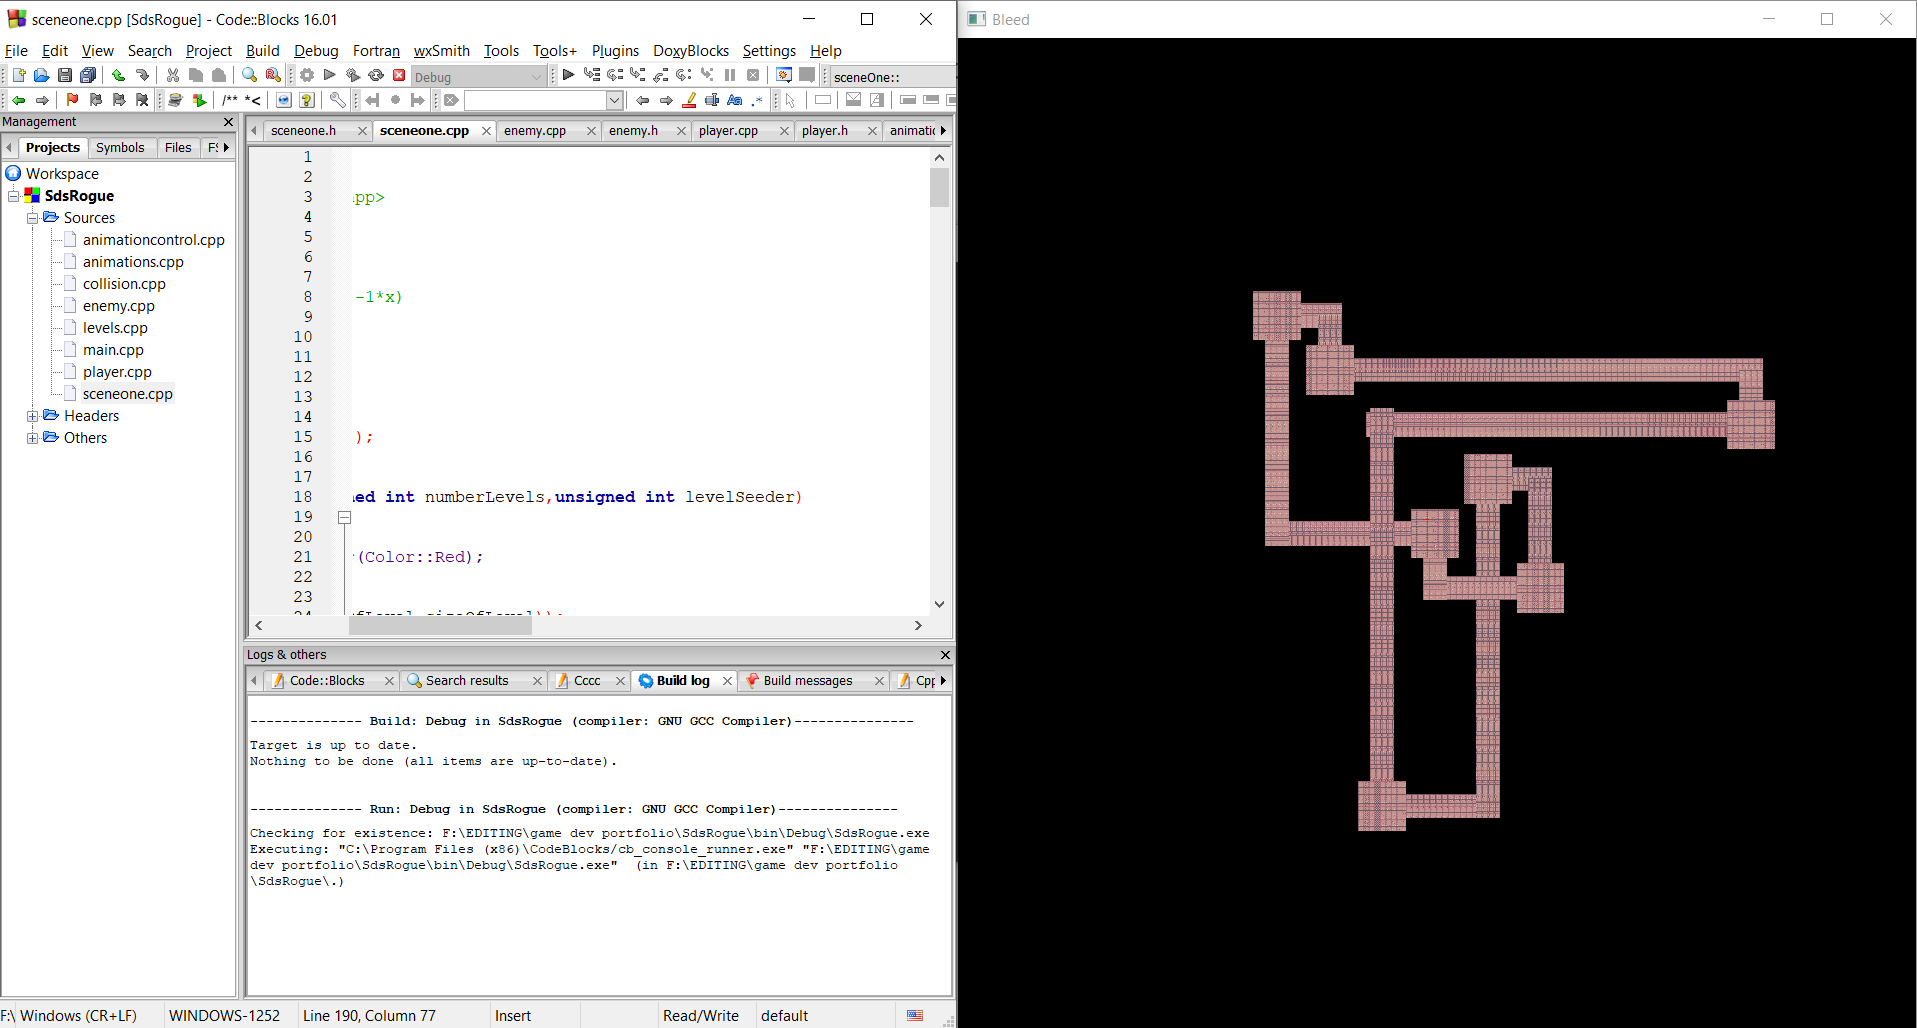 sceneone.cpp [SdsRogue] - Code::Blocks 16.01
File Edit View Search Project Build Debug Fortran wxSmith Tools Tools+ Plugins DoxyBlocks Settings Help
Debug
sceneOne::
/** *<
Aa .*
Management
Projects Symbols Files FS
Workspace
SdsRogue
Sources
animationcontrol.cpp
animations.cpp
collision.cpp
enemy.cpp
levels.cpp
main.cpp
player.cpp
sceneone.cpp
Headers
Others
sceneone.h sceneone.cpp enemy.cpp enemy.h player.cpp player.h animatic
1
2
3 pp>
4
5
6
7
8 -1*x)
9
10
11
12
13
14
15 );
16
17
18 ned int numberLevels,unsigned int levelSeeder)
19
20
21 (Color::Red);
22
23
24
Logs & others
Code::Blocks Search results Cccc Build log Build messages Cpp
-------------- Build: Debug in SdsRogue (compiler: GNU GCC Compiler)---------------
Target is up to date.
Nothing to be done (all items are up-to-date).
-------------- Run: Debug in SdsRogue (compiler: GNU GCC Compiler)---------------
Checking for existence: F:\EDITING\game dev portfolio\SdsRogue\bin\Debug\SdsRogue.exe
Executing: "C:\Program Files (x86)\CodeBlocks/cb_console_runner.exe" "F:\EDITING\game
dev portfolio\SdsRogue\bin\Debug\SdsRogue.exe"  (in F:\EDITING\game dev portfolio
\SdsRogue\.)
F:\ Windows (CR+LF) WINDOWS-1252 Line 190, Column 77 Insert Read/Write default
Bleed